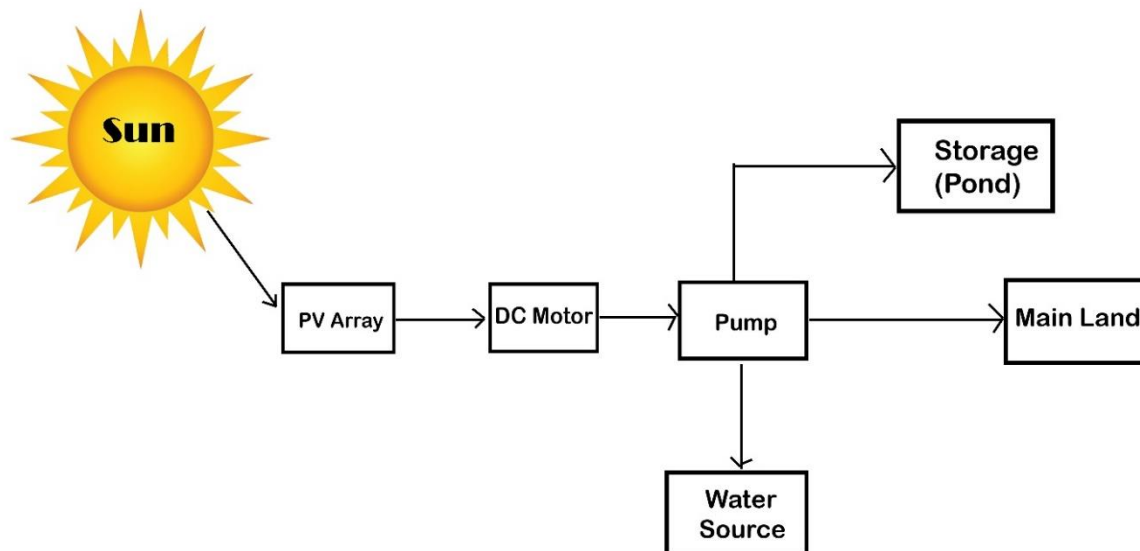 Sun
Storage
(Pond)
PV Array
DC Motor
Pump
Main Land
Water
Source